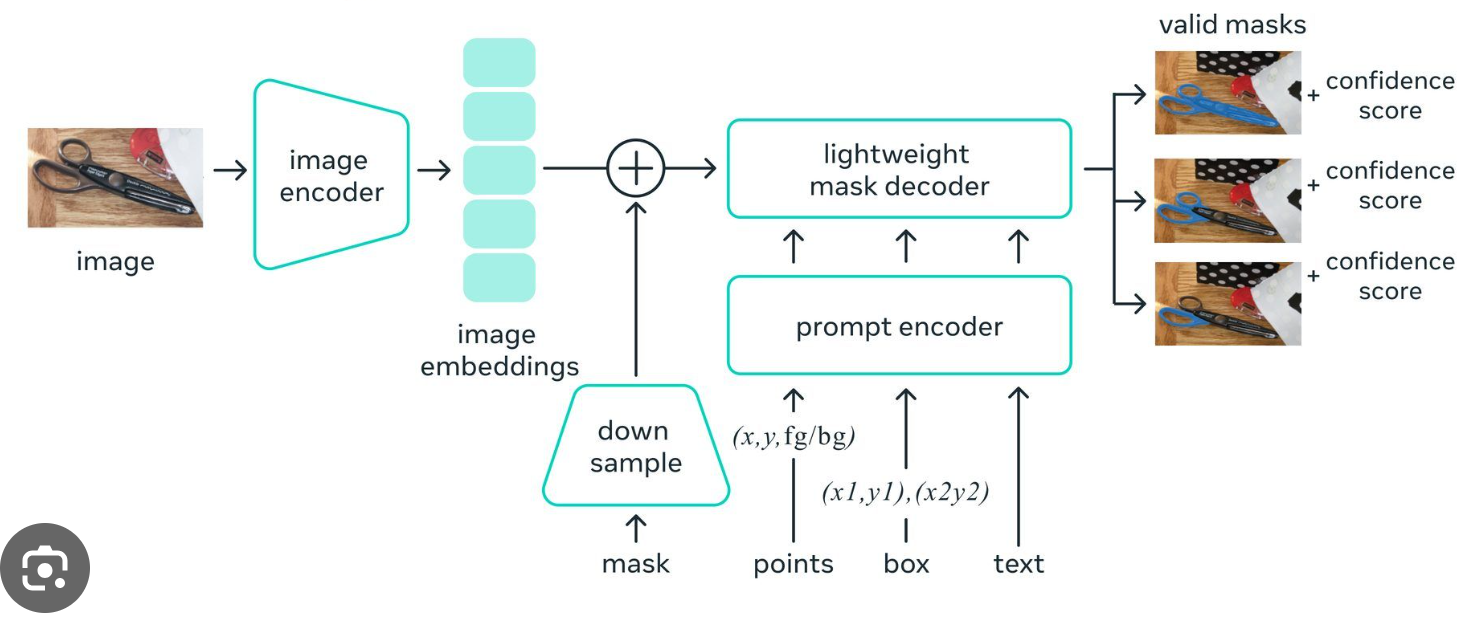 valid masks
image
encoder
lightweight
mask decoder
+ confidence
score
+ confidence
score
+ confidence
score
image
image
embeddings
prompt encoder
down
sample
(x,y,fg/bg)
(x1,y1),(x2y2)
mask
points
box
text